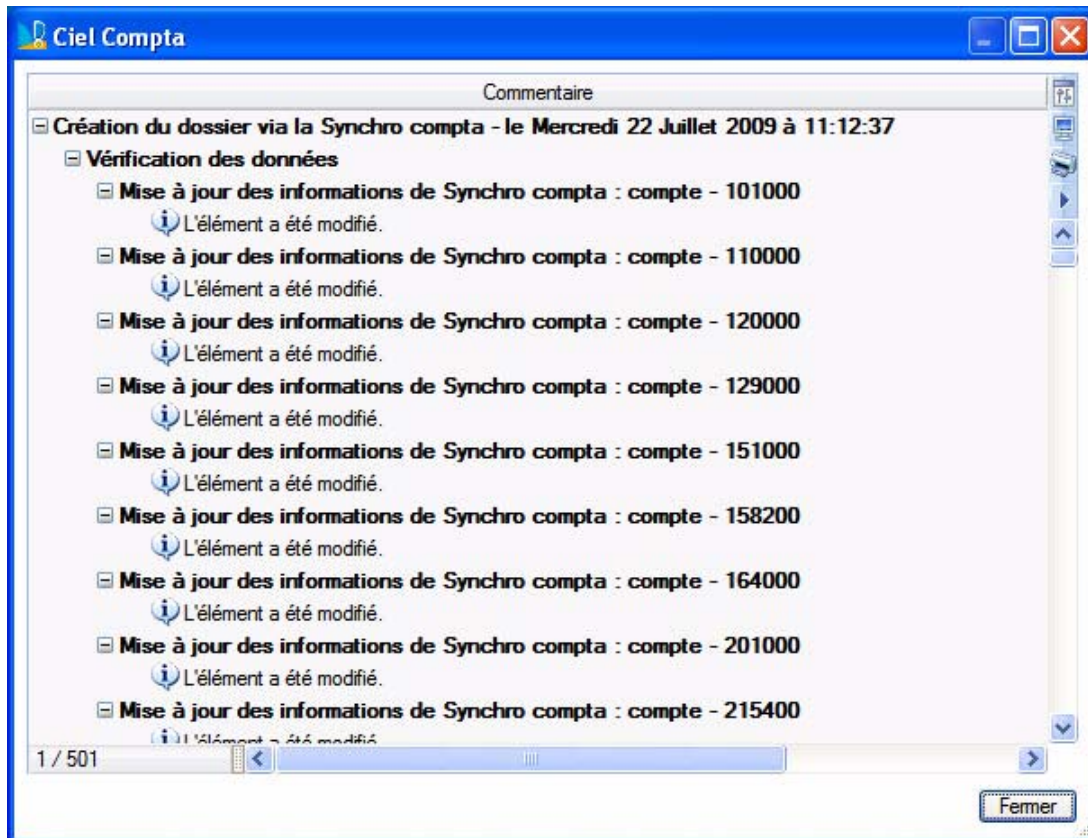 Ciel Compta
Commentaire
Création du dossier via la Synchro compta - le Mercredi 22 Juillet 2009 à 11:12:37
Vérification des données
Mise à jour des informations de Synchro compta : compte - 101000
L'élément a été modifié.
Mise à jour des informations de Synchro compta : compte - 110000
L'élément a été modifié.
Mise à jour des informations de Synchro compta : compte - 120000
L'élément a été modifié.
Mise à jour des informations de Synchro compta : compte - 129000
L'élément a été modifié.
Mise à jour des informations de Synchro compta : compte - 151000
L'élément a été modifié.
Mise à jour des informations de Synchro compta : compte - 158200
L'élément a été modifié.
Mise à jour des informations de Synchro compta : compte - 164000
L'élément a été modifié.
Mise à jour des informations de Synchro compta : compte - 201000
L'élément a été modifié.
Mise à jour des informations de Synchro compta : compte - 215400
L'élément a été modifié
1 / 501
Fermer